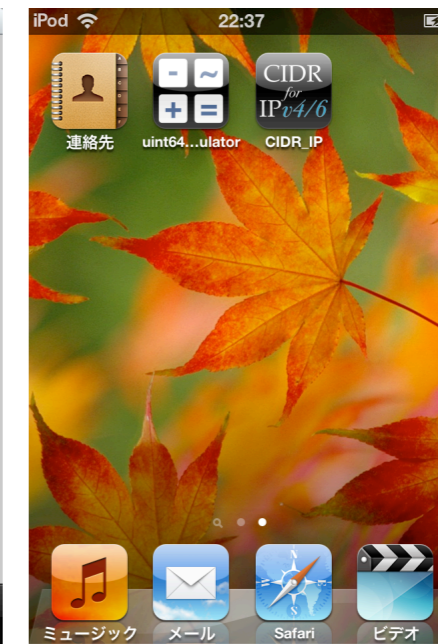 iPod 22:37
CIDR
for
IPv4/6
- ~
+ =
連絡先 uint64...ulator CIDR_IP
N
ミュージック メール Safari ビデオ